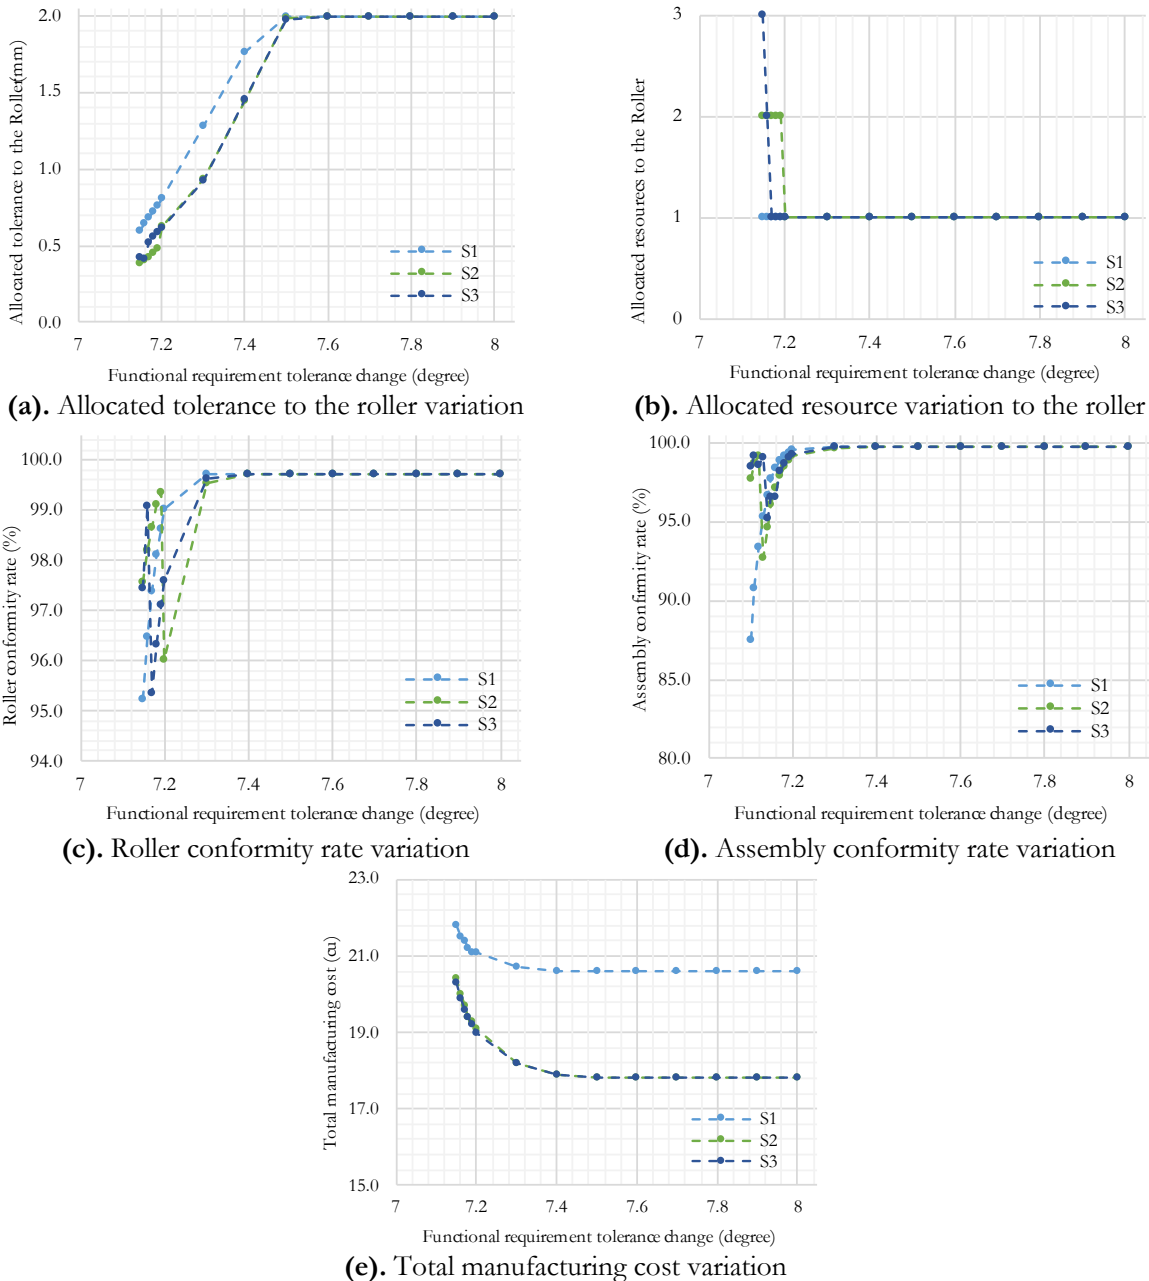 Allocated tolerance to the Roller(mm)
2.0
1.5
1.0
0.5
0.0
7
7.2
7.4
7.6
7.8
8
S1
S2
S3
Functional requirement tolerance change (degree)
(a). Allocated tolerance to the roller variation
Allocated resources to the Roller
3
2
1
0
7
7.2
7.4
7.6
7.8
8
S1
S2
S3
Functional requirement tolerance change (degree)
(b). Allocated resource variation to the roller
Roller conformity rate (%)
100.0
99.0
98.0
97.0
96.0
95.0
94.0
7
7.2
7.4
7.6
7.8
8
S1
S2
S3
Functional requirement tolerance change (degree)
(c). Roller conformity rate variation
Assembly confirmity rate (%)
100.0
95.0
90.0
85.0
80.0
7
7.2
7.4
7.6
7.8
8
S1
S2
S3
Functional requirement tolerance change (degree)
(d). Assembly conformity rate variation
Total manufacturing cost (cu)
23.0
21.0
19.0
17.0
15.0
7
7.2
7.4
7.6
7.8
8
S1
S2
S3
Functional requirement tolerance change (degree)
(e). Total manufacturing cost variation